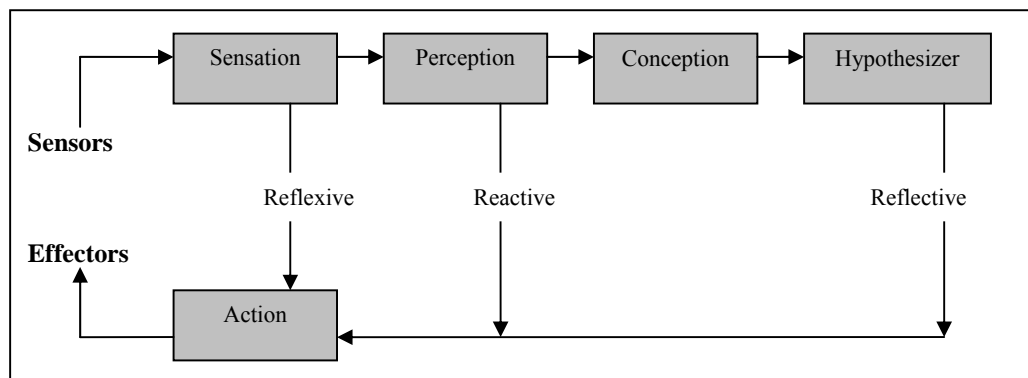 Sensation
Perception
Conception
Hypothesizer
Sensors
Reflexive
Reactive
Reflective
Effectors
Action